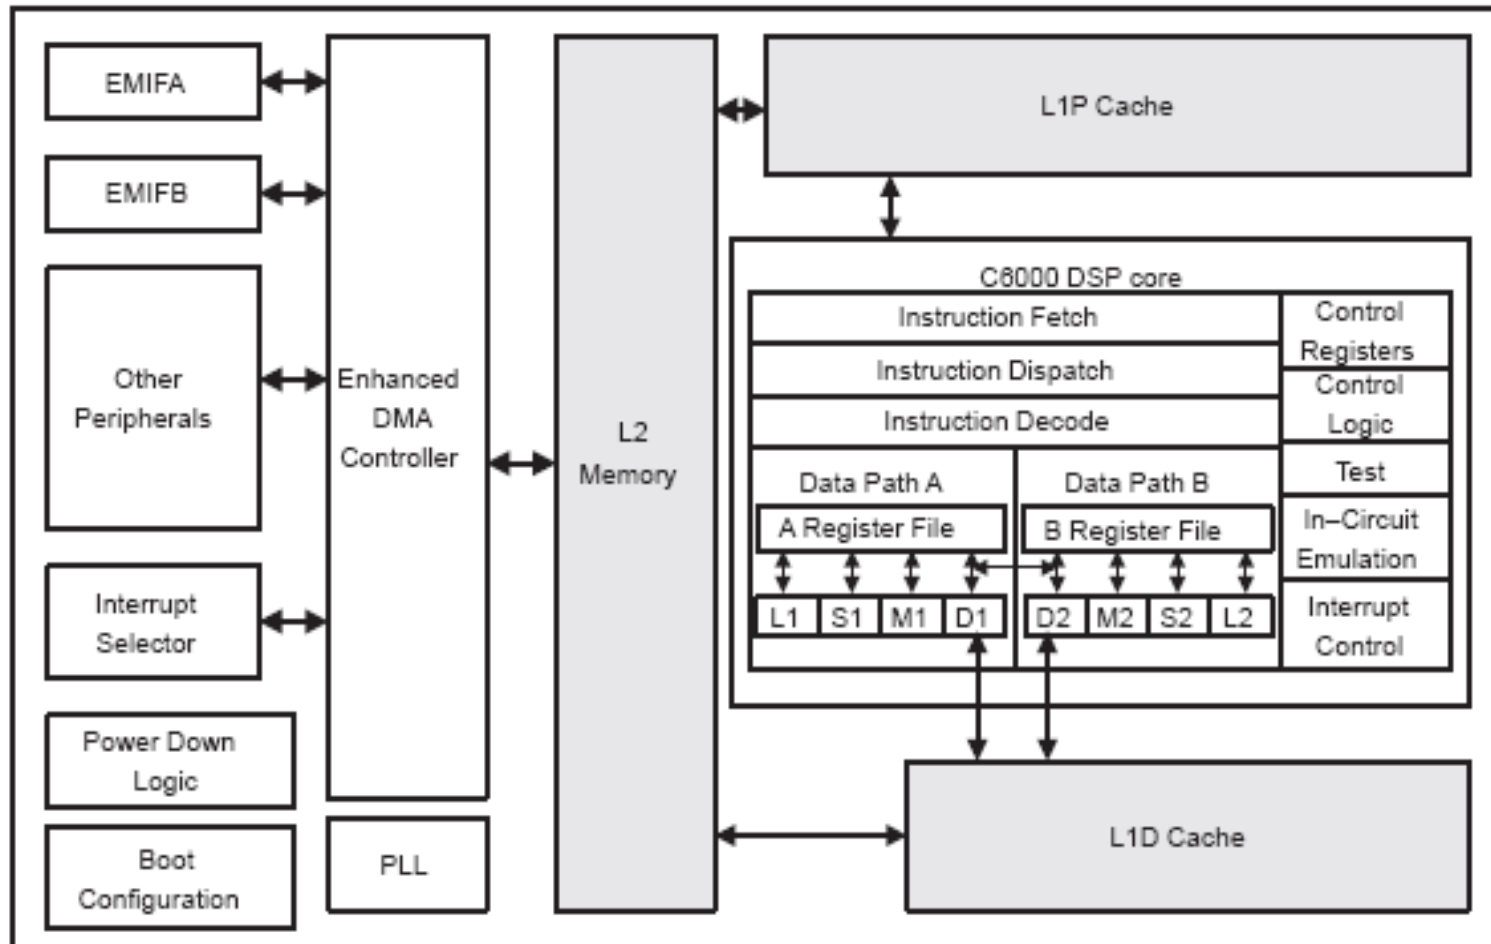 EMIFA
EMIFB
Other
Peripherals
Interrupt
Selector
Power Down
Logic
Boot
Configuration
Enhanced
DMA
Controller
PLL
L2
Memory
L1P Cache
C6000 DSP core
Instruction Fetch
Instruction Dispatch
Instruction Decode
Data Path A
A Register File
L1 S1 M1 D1
Data Path B
B Register File
D2 M2 S2 L2
Control
Registers
Control
Logic
Test
In–Circuit
Emulation
Interrupt
Control
L1D Cache